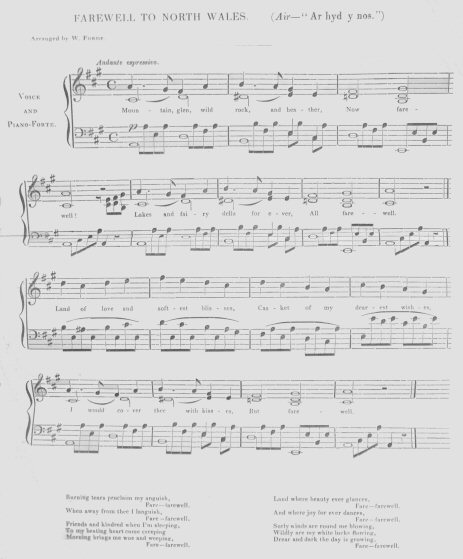 FAREWELL TO NORTH WALES. (Air—"Ar hyd y nos.")
Arranged by W. Forde.
Andante espressivo.
VOICE
AND
PIANO-FORTE.
Moun - tain, glen, wild rock, and hea - ther, Now fare -
well! Lakes and fai - ry dells for e - ver, All fare - well.
Land of love and soft - est blis - ses, Cas - ket of my dear - est wish - es,
I would co - ver thee with kiss - es, But fare - well.
Burning tears proclaim my anguish,
Fare—farewell.
When away from thee I languish,
Fare—farewell.
Friends and kindred when I'm sleeping,
To my beating heart come creeping
Morning brings me woe and weeping,
Fare—farewell.
Land where beauty ever glances,
Fare—farewell.
And where joy for ever dances,
Fare—farewell.
Surly winds are round me blowing,
Wildly are my white locks flowing,
Drear and dark the day is growing,
Fare—farewell.